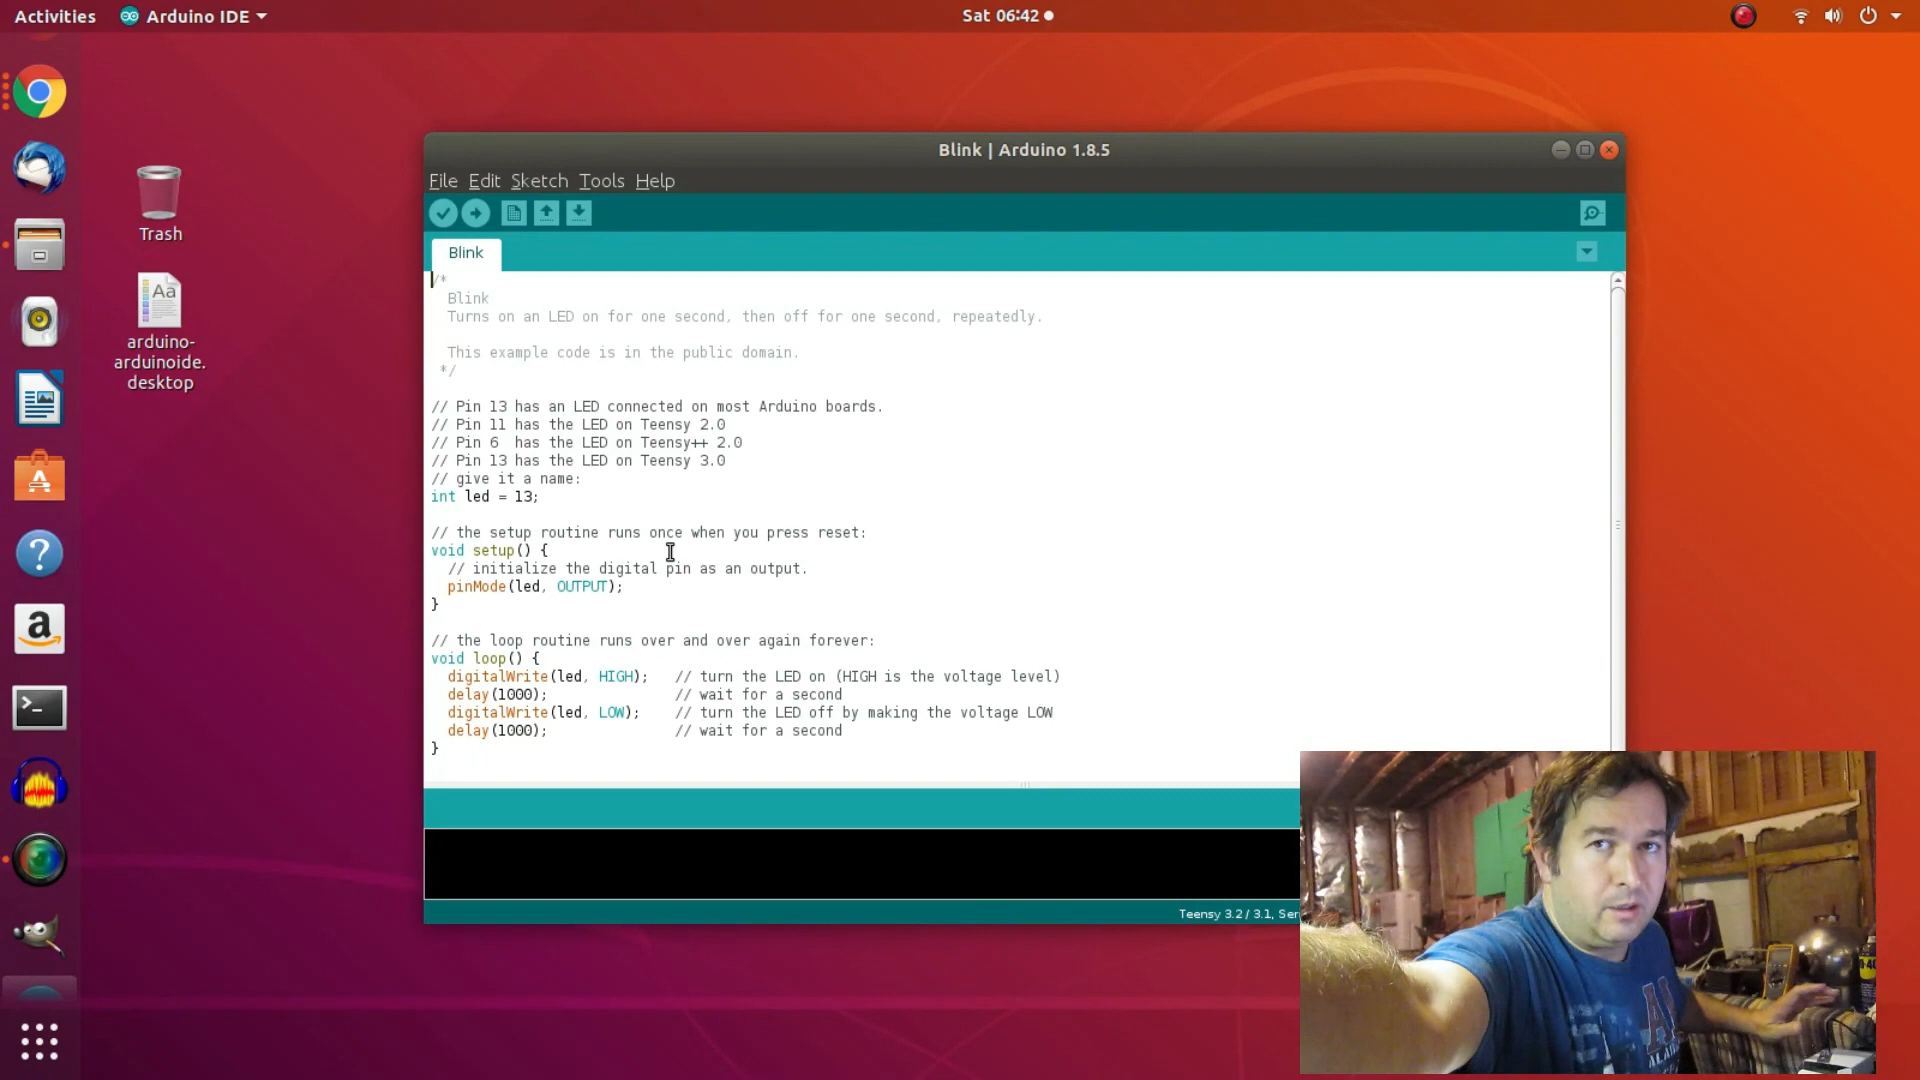 Activities
Arduino IDE
Sat 06:42
Trash
arduino-
arduinoide.
desktop
Blink | Arduino 1.8.5
File Edit Sketch Tools Help
Blink
/*
Blink
Turns on an LED on for one second, then off for one second, repeatedly.
This example code is in the public domain.
*/
// Pin 13 has an LED connected on most Arduino boards.
// Pin 11 has the LED on Teensy 2.0
// Pin 6  has the LED on Teensy++ 2.0
// Pin 13 has the LED on Teensy 3.0
// give it a name:
int led = 13;
// the setup routine runs once when you press reset:
void setup() {
// initialize the digital pin as an output.
pinMode(led, OUTPUT);
}
// the loop routine runs over and over again forever:
void loop() {
digitalWrite(led, HIGH);   // turn the LED on (HIGH is the voltage level)
delay(1000);               // wait for a second
digitalWrite(led, LOW);    // turn the LED off by making the voltage LOW
delay(1000);               // wait for a second
}
Teensy 3.2 / 3.1, Ser